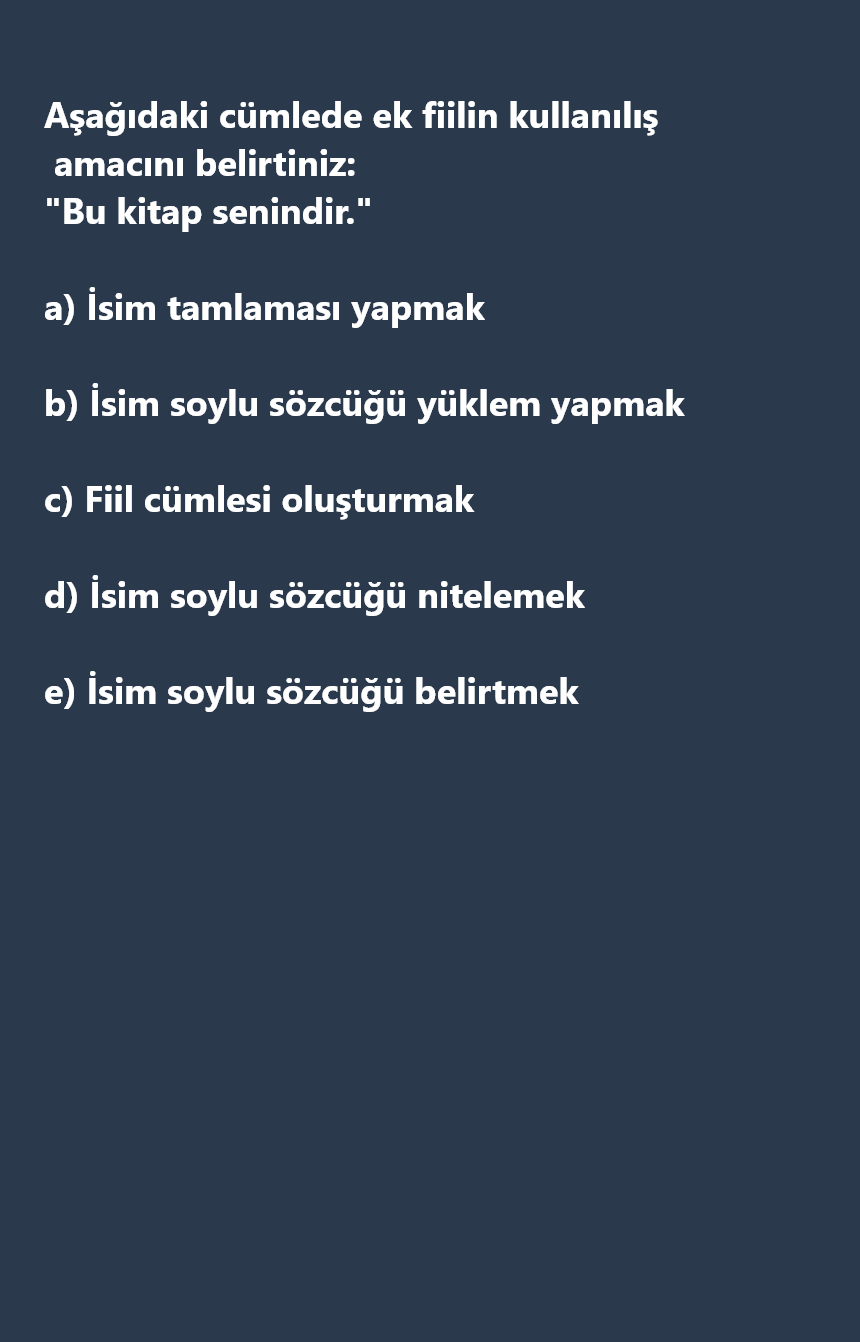 Aşağıdaki cümlede ek fiilin kullanılış
amacını belirtiniz:
"Bu kitap senindir."
a) İsim tamlaması yapmak
b) İsim soylu sözcüğü yüklem yapmak
c) Fiil cümlesi oluşturmak
d) İsim soylu sözcüğü nitelemek
e) İsim soylu sözcüğü belirtmek